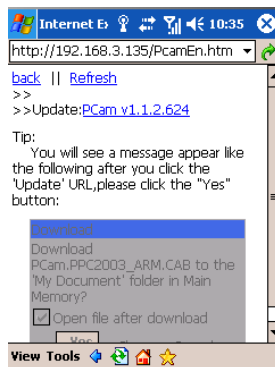 Internet E: 10:35
http://192.168.3.135/PcamEn.htm
back || Refresh
>>
>>Update:PCam v1.1.2.624
Tip:
You will see a message appear like
the following after you click the
'Update' URL,please click the "Yes"
button:
Download
Download
PCam.PPC2003_ARM.CAB to the
'My Document' folder in Main
Memory?
Open file after download
Yes
View Tools